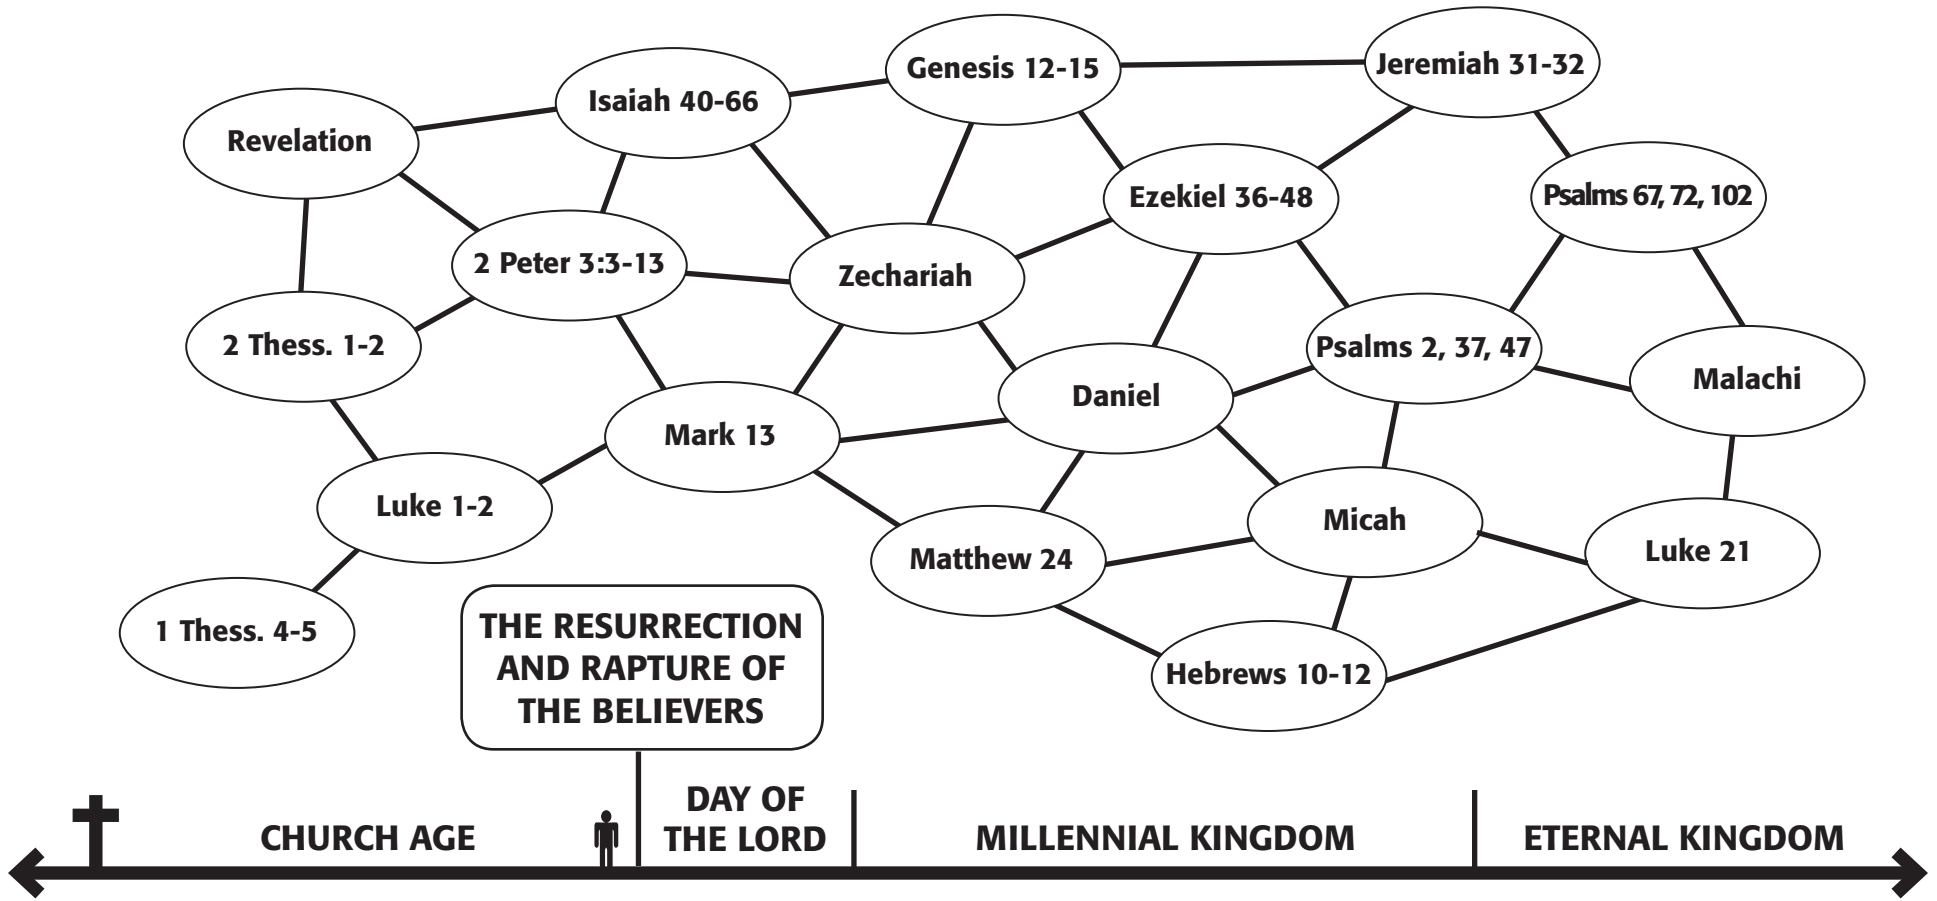 Genesis 12-15
Jeremiah 31-32
Isaiah 40-66
Revelation
Ezekiel 36-48
Psalms 67, 72, 102
2 Peter 3:3-13
Zechariah
2 Thess. 1-2
Psalms 2, 37, 47
Malachi
Daniel
Mark 13
Luke 1-2
Micah
Luke 21
Matthew 24
1 Thess. 4-5
Hebrews 10-12
THE RESURRECTION
AND RAPTURE OF
THE BELIEVERS
CHURCH AGE
DAY OF
THE LORD
MILLENNIAL KINGDOM
ETERNAL KINGDOM